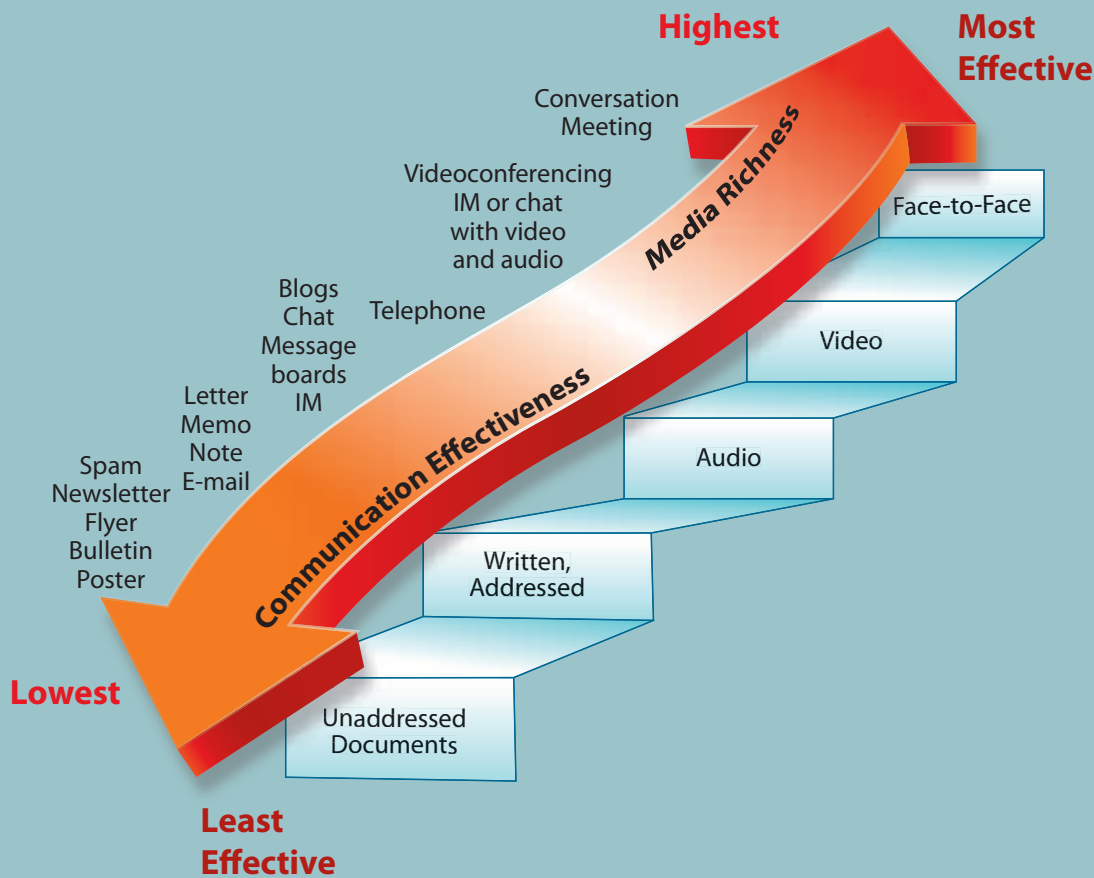 Highest
Most
Effective
Conversation
Meeting
Videoconferencing
IM or chat
with video
and audio
Telephone
Blogs
Chat
Message
boards
IM
Letter
Memo
Note
E-mail
Spam
Newsletter
Flyer
Bulletin
Poster
Media Richness
Communication Effectiveness
Face-to-Face
Video
Audio
Written,
Addressed
Unaddressed
Documents
Lowest
Least
Effective